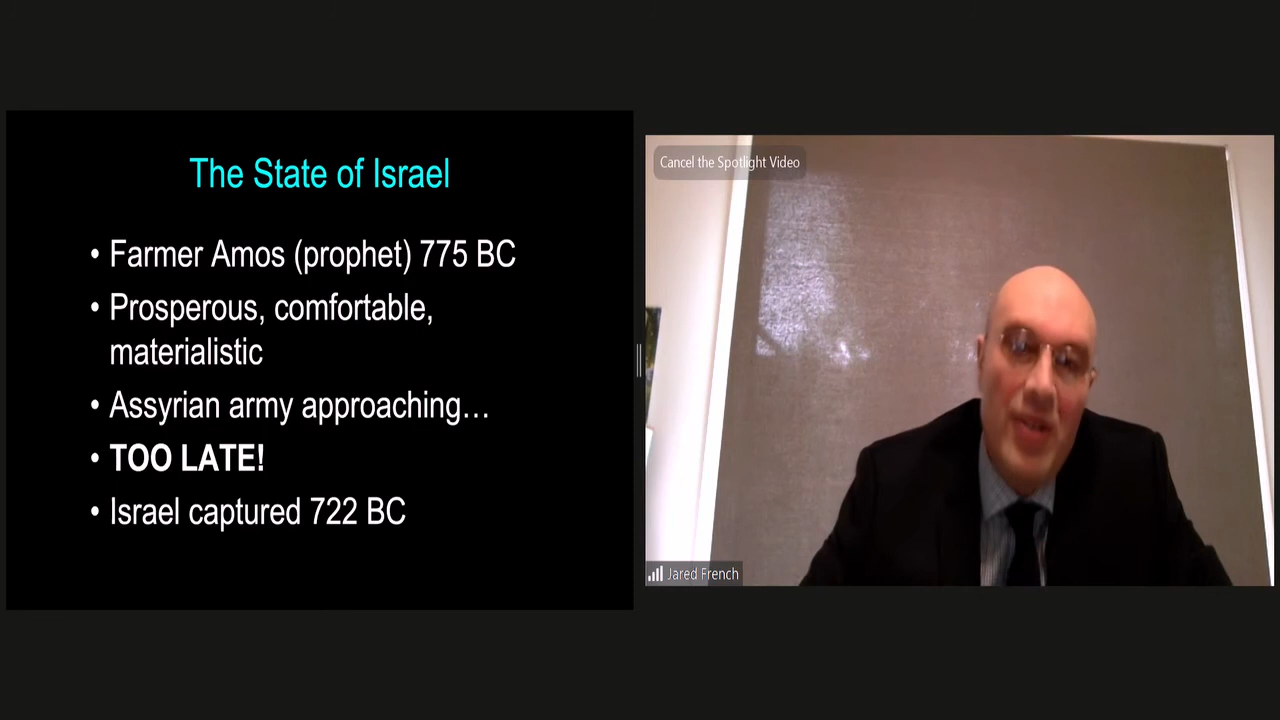 The State of Israel
• Farmer Amos (prophet) 775 BC
• Prosperous, comfortable,
materialistic
• Assyrian army approaching…
• TOO LATE!
• Israel captured 722 BC
Cancel the Spotlight Video
Jared French